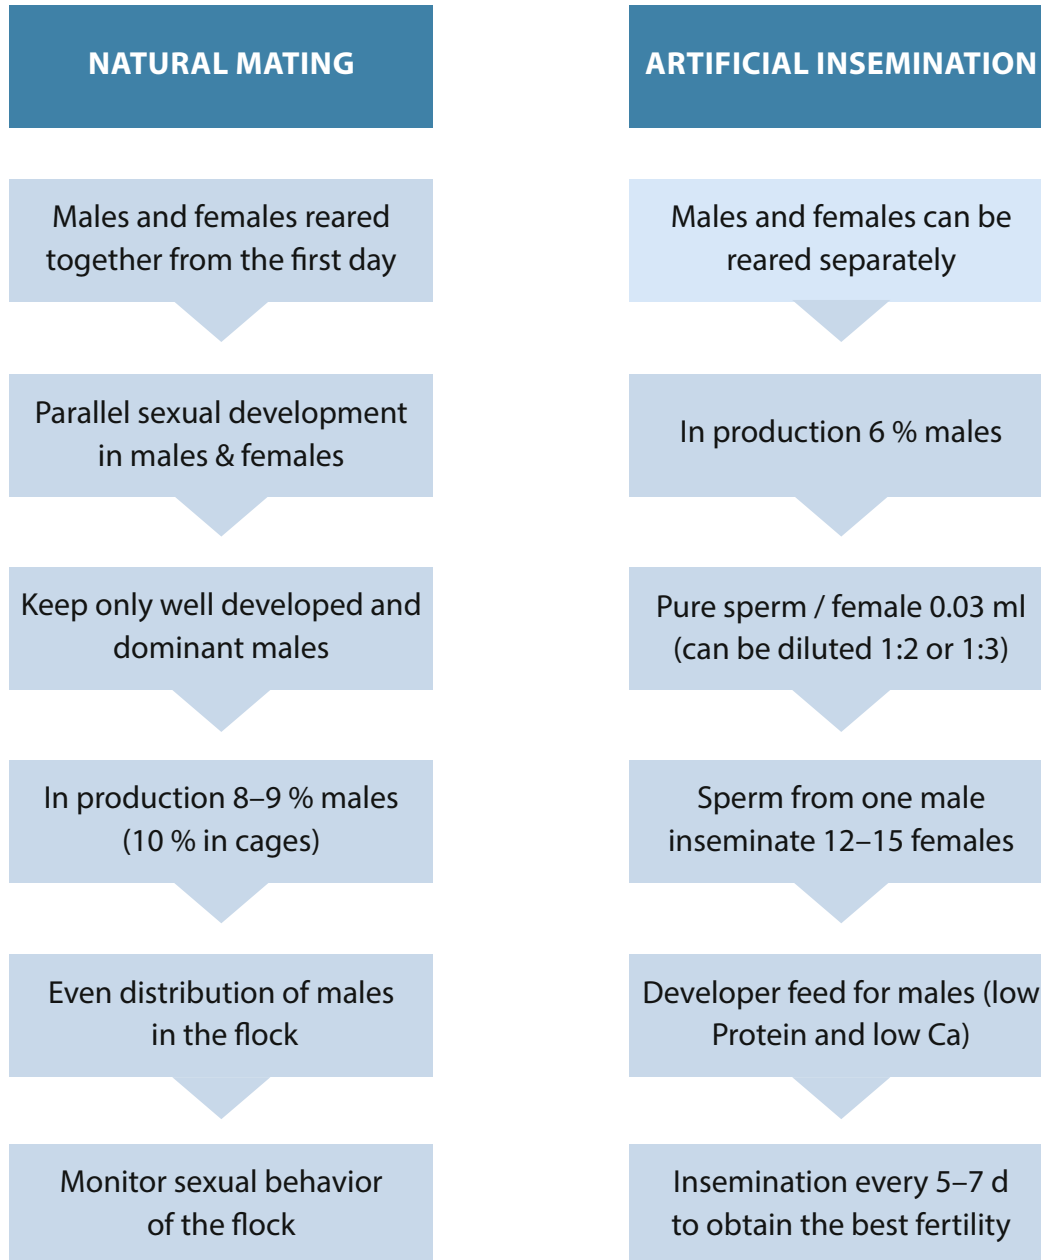 NATURAL MATING
Males and females reared
together from the first day
Parallel sexual development
in males & females
Keep only well developed and
dominant males
In production 8–9 % males
(10 % in cages)
Even distribution of males
in the flock
Monitor sexual behavior
of the flock
ARTIFICIAL INSEMINATION
Males and females can be
reared separately
In production 6 % males
Pure sperm / female 0.03 ml
(can be diluted 1:2 or 1:3)
Sperm from one male
inseminate 12–15 females
Developer feed for males (low
Protein and low Ca)
Insemination every 5–7 d
to obtain the best fertility